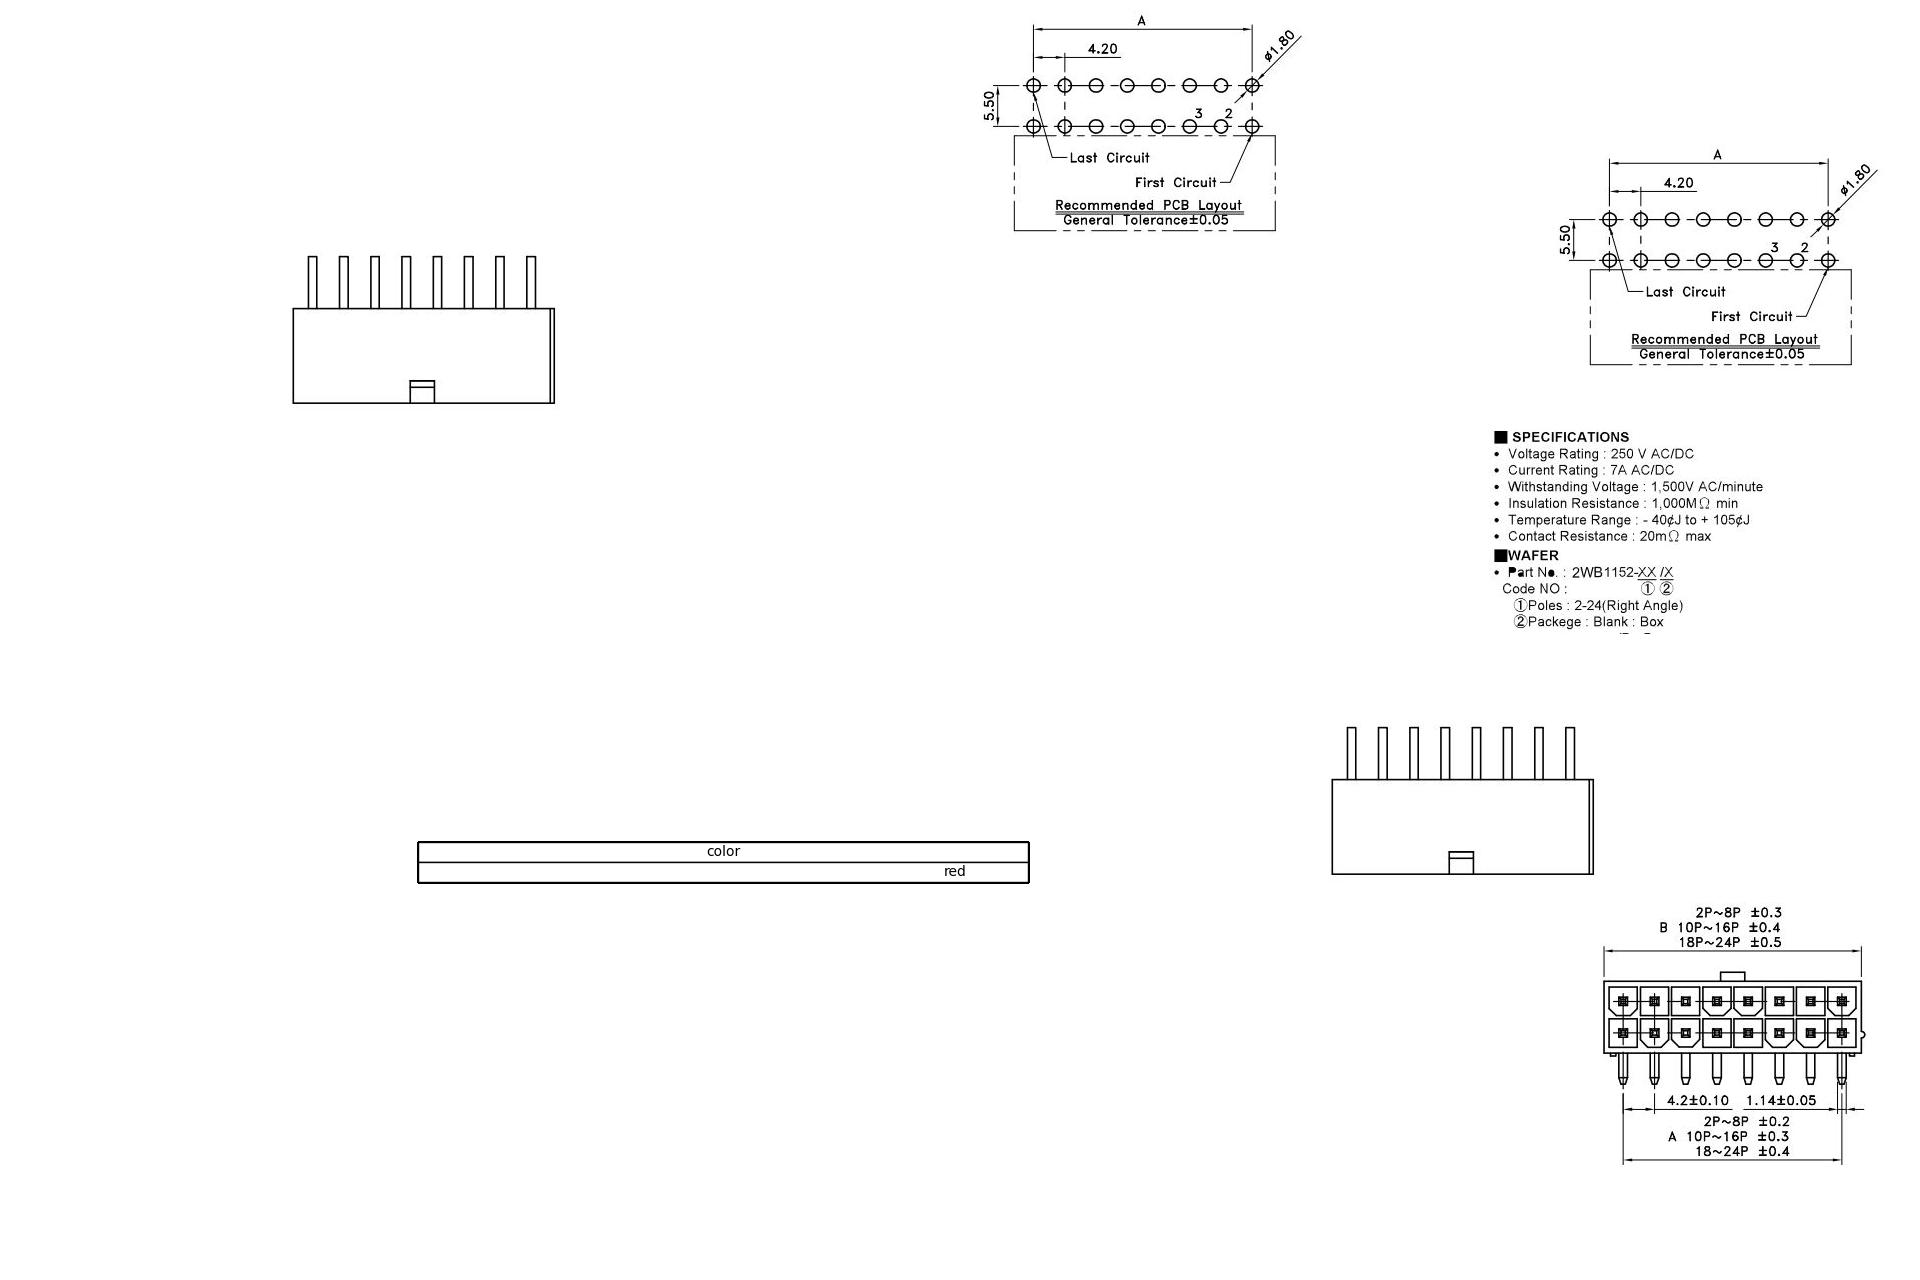 A
4.20
ø1.80
5.50
3 2
Last Circuit
First Circuit
Recommended PCB Layout
General Tolerance±0.05
A
4.20
ø1.80
5.50
3 2
Last Circuit
First Circuit
Recommended PCB Layout
General Tolerance±0.05
SPECIFICATIONS
• Voltage Rating : 250 V AC/DC
• Current Rating : 7A AC/DC
• Withstanding Voltage : 1,500V AC/minute
• Insulation Resistance : 1,000MΩ min
• Temperature Range : - 40¢J to + 105¢J
• Contact Resistance : 20mΩ max
WAFER
• Part No. : 2WB1152-XX /X
Code NO : ① ②
①Poles : 2-24(Right Angle)
②Packege : Blank : Box
color
red
2P~8P ±0.3
B 10P~16P ±0.4
18P~24P ±0.5
4.2±0.10 1.14±0.05
2P~8P ±0.2
A 10P~16P ±0.3
18~24P ±0.4